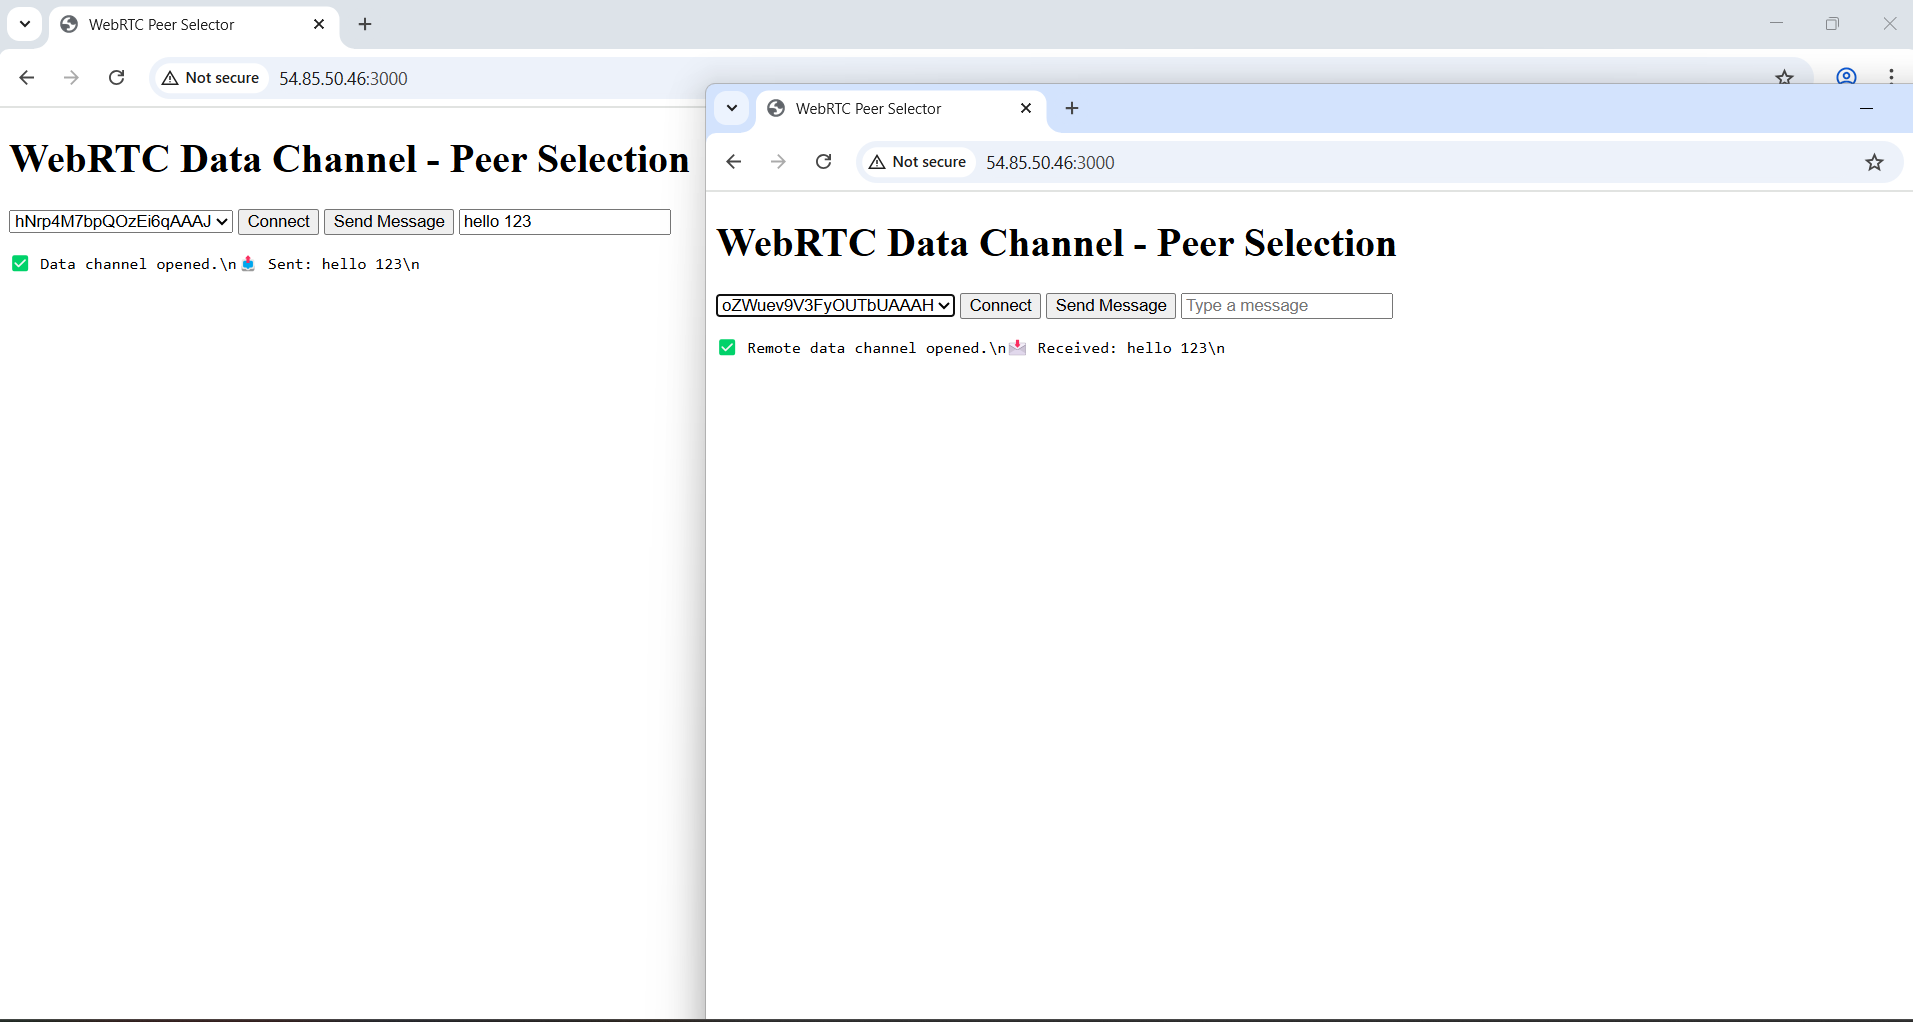 WebRTC Peer Selector
Not secure 54.85.50.46:3000
WebRTC Data Channel - Peer Selection
hNrp4M7bpQOzEi6qAAAJ Connect Send Message hello 123
✅ Data channel opened.\n📤 Sent: hello 123\n
WebRTC Peer Selector
Not secure 54.85.50.46:3000
WebRTC Data Channel - Peer Selection
oZWuev9V3FyOUTbUAAAH Connect Send Message Type a message
✅ Remote data channel opened.\n📩 Received: hello 123\n